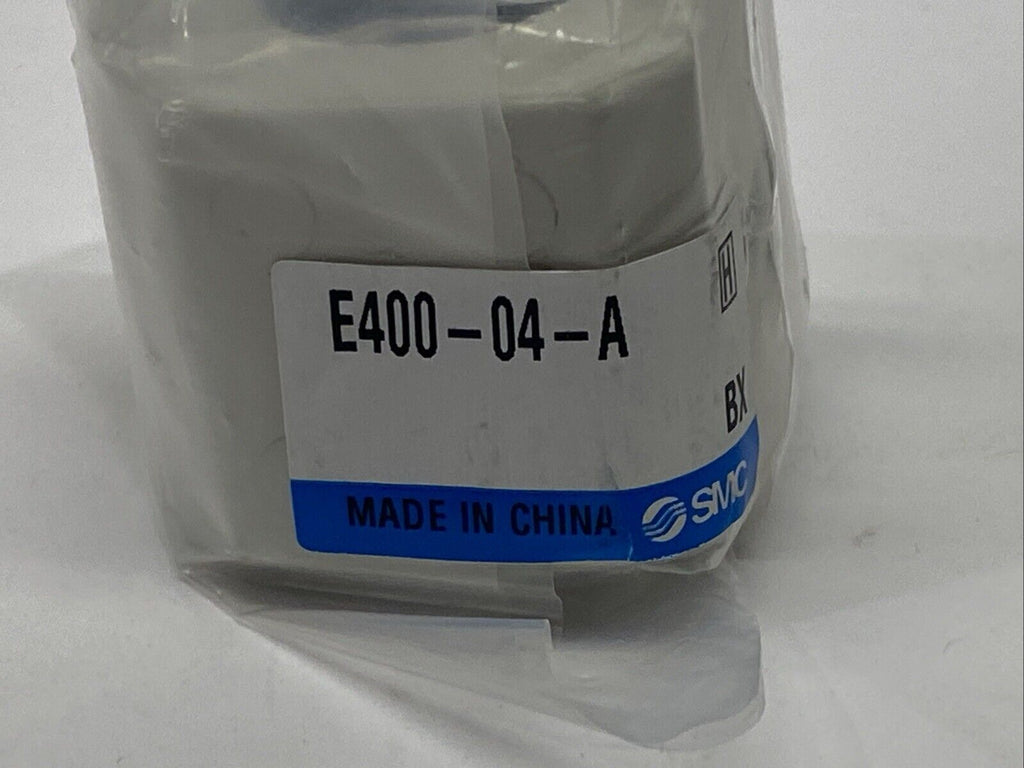 E400-04-A
H
BX
MADE IN CHINA SMC